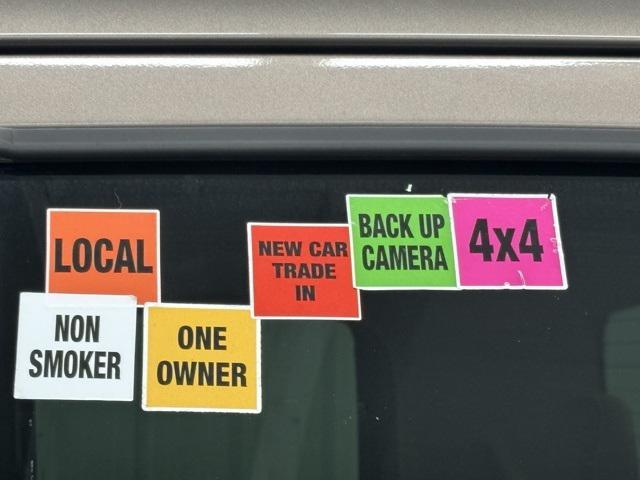 LOCAL
NON
SMOKER
ONE
OWNER
NEW CAR
TRADE
IN
BACK UP
CAMERA
4x4